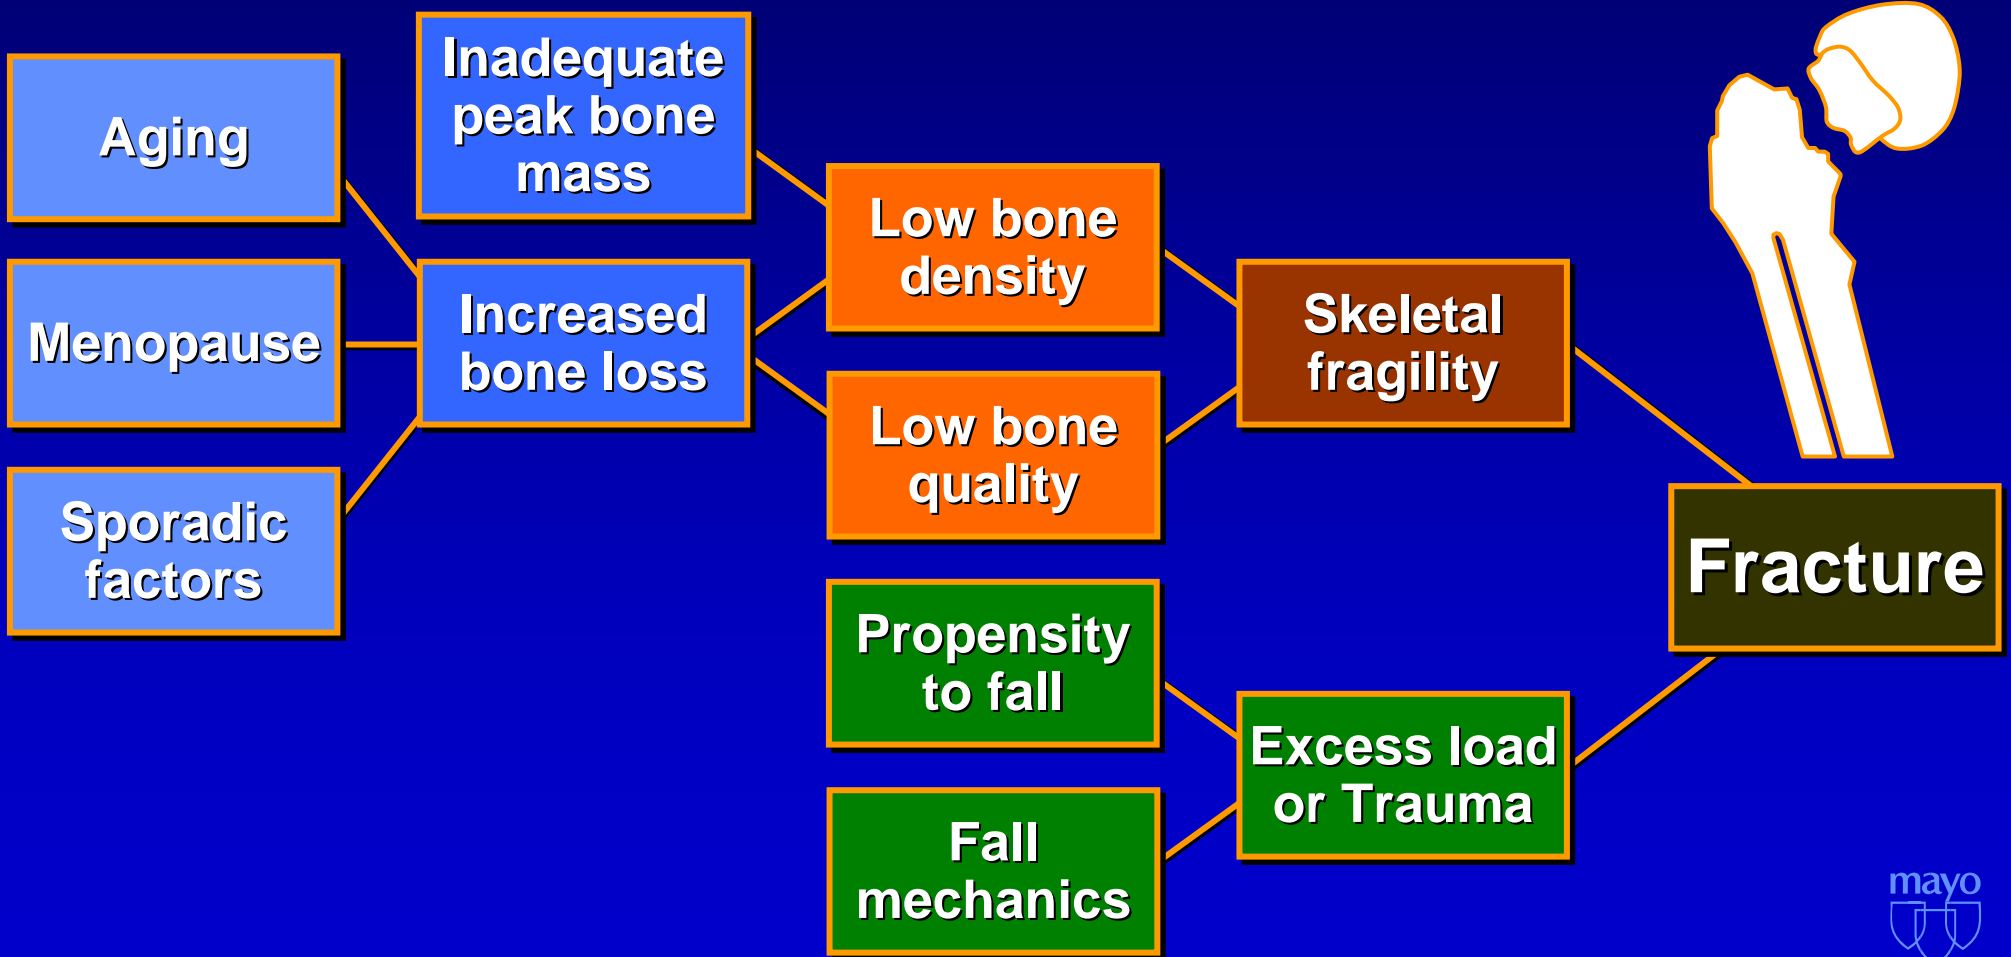 Aging
Menopause
Sporadic
factors
Inadequate
peak bone
mass
Increased
bone loss
Low bone
density
Low bone
quality
Propensity
to fall
Fall
mechanics
Skeletal
fragility
Excess load
or Trauma
Fracture
mayo